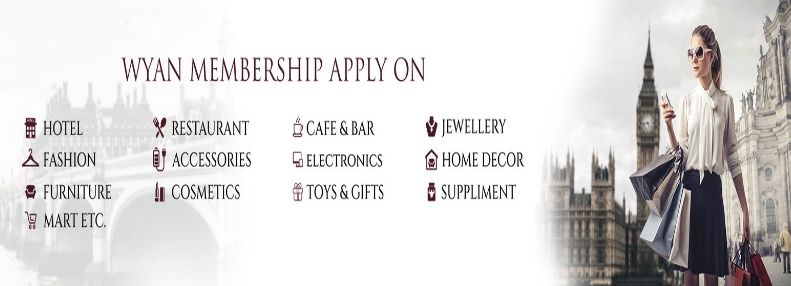 WYAN MEMBERSHIP APPLY ON
HOTEL RESTAURANT CAFE & BAR JEWELLERY
FASHION ACCESSORIES ELECTRONICS HOME DECOR
FURNITURE COSMETICS TOYS & GIFTS SUPPLIMENT
MART ETC.